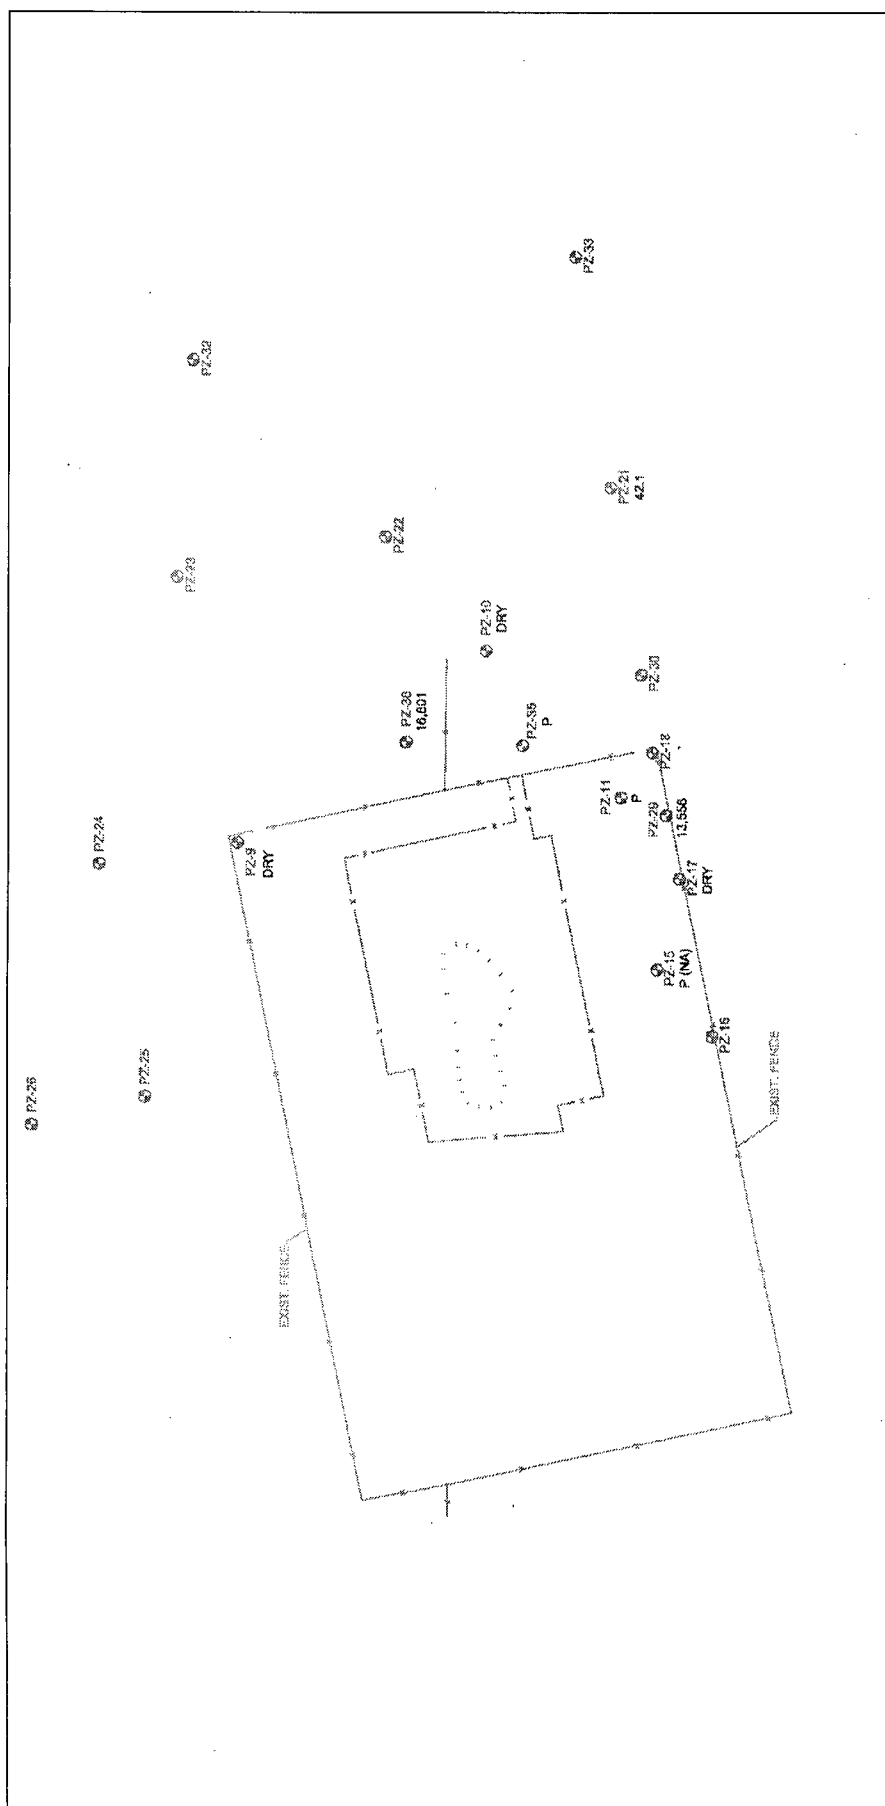 PZ-33
PZ-32
PZ-21
42.1
PZ-22
PZ-23
PZ-10
DRY
PZ-30
PZ-36
16,801
PZ-35
P
PZ-18
PZ-11
P
PZ-29
13,556
PZ-24
PZ-9
DRY
PZ-17
DRY
PZ-15
P (NA)
PZ-16
PZ-25
PZ-26
EXIST. FENCE
EXIST. FENCE